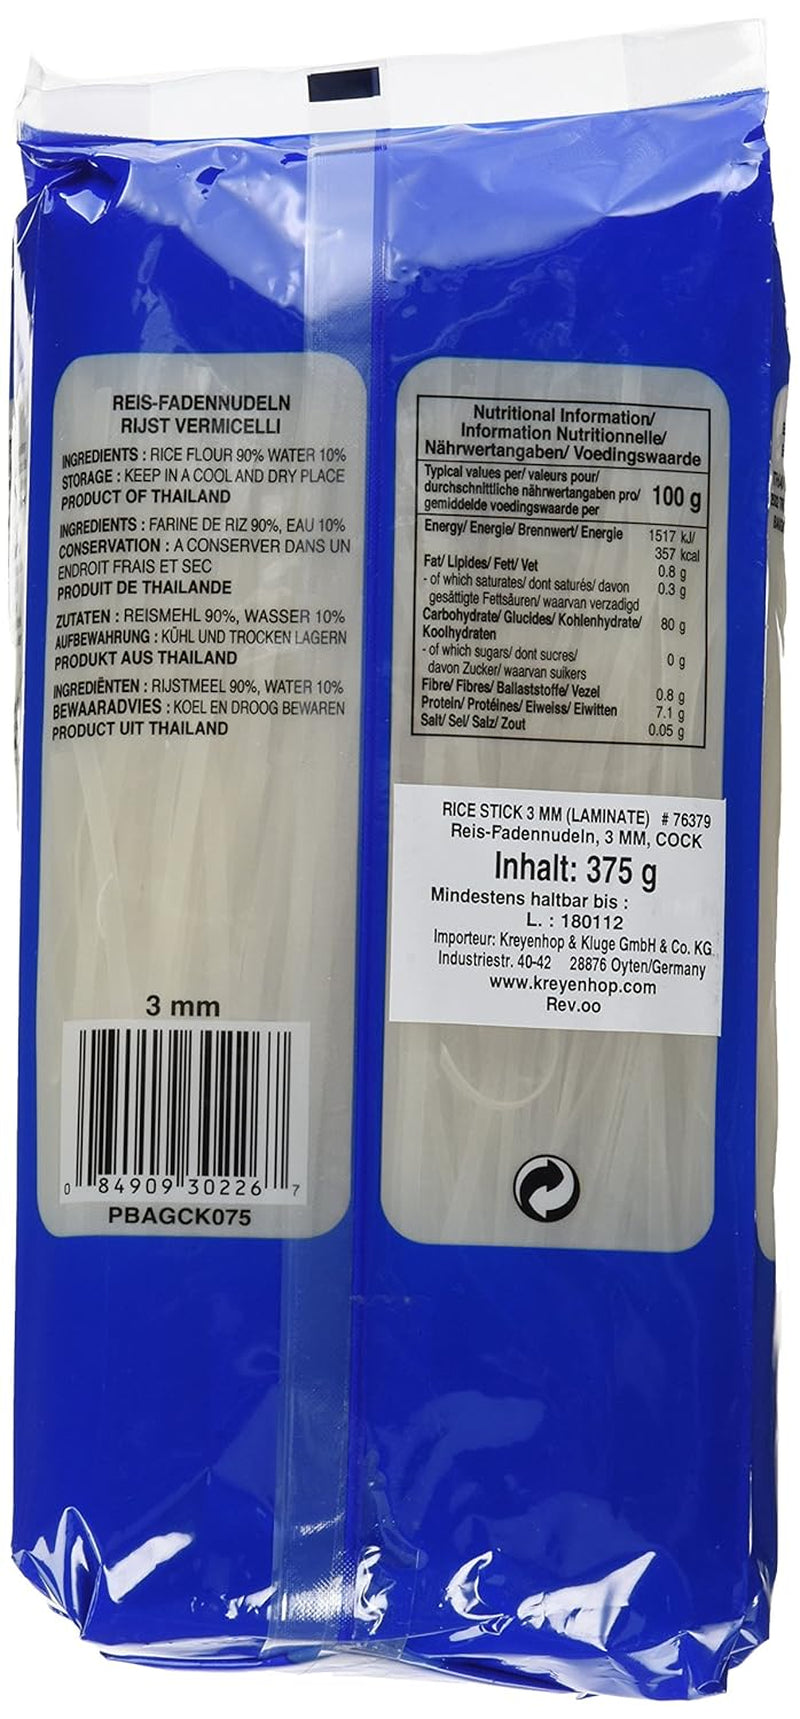 REIS-FADENNUDELN
RIJST VERMICELLI
INGREDIENTS : RICE FLOUR 90% WATER 10%
STORAGE : KEEP IN A COOL AND DRY PLACE
PRODUCT OF THAILAND
INGREDIENTS : FARINE DE RIZ 90%, EAU 10%
CONSERVATION : A CONSERVER DANS UN
ENDROIT FRAIS ET SEC
PRODUIT DE THAILANDE
ZUTATEN : REISMEHL 90%, WASSER 10%
AUFBEWAHRUNG : KÜHL UND TROCKEN LAGERN
PRODUKT AUS THAILAND
INGREDIËNTEN : RIJSTMEEL 90%, WATER 10%
BEWAARADVIES : KOEL EN DROOG BEWAREN
PRODUCT UIT THAILAND
3 mm
0 84909 30226 7
PBAGCK075
Nutritional Information/
Information Nutritionnelle/
Nährwertangaben/ Voedingswaarde
Typical values per/ valeurs pour/
durchschnittliche nährwertangaben pro/ 100 g
gemiddelde voedingswaarde per
Energy/ Energie/ Brennwert/ Energie 1517 kJ/
357 kcal
Fat/ Lipides/ Fett/ Vet 0.8 g
- of which saturates/ dont saturés/ davon 0.3 g
gesättigte Fettsäuren/ waarvan verzadigd
Carbohydrate/ Glucides/ Kohlenhydrate/ 80 g
Koolhydraten
- of which sugars/ dont sucres/ 0 g
davon Zucker/ waarvan suikers
Fibre/ Fibres/ Ballaststoffe/ Vezel 0.8 g
Protein/ Protéines/ Eiweiss/ Eiwitten 7.1 g
Salt/ Sel/ Salz/ Zout 0.05 g
RICE STICK 3 MM (LAMINATE) # 76379
Reis-Fadennudeln, 3 MM, COCK
Inhalt: 375 g
Mindestens haltbar bis :
L. : 180112
Importeur: Kreyenhop & Kluge GmbH & Co. KG.
Industriestr. 40-42 28876 Oyten/Germany
www.kreyenhop.com
Rev.oo